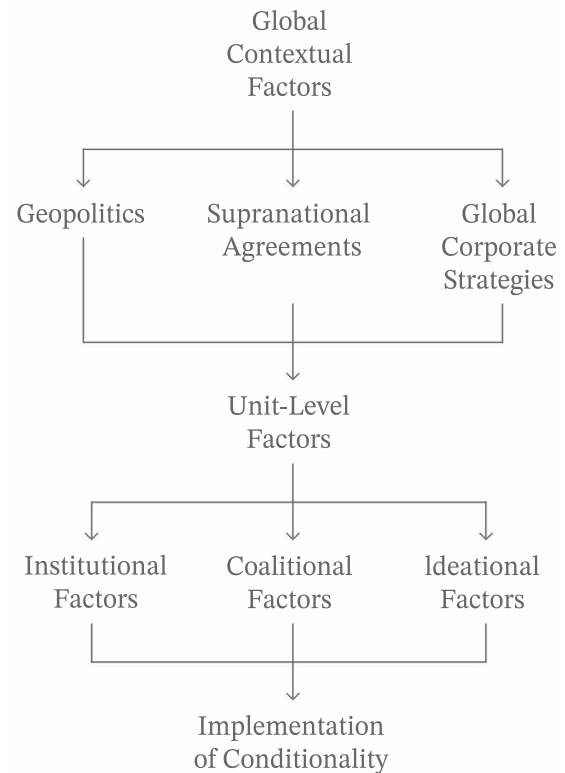 Global
Contextual
Factors
Geopolitics
Supranational
Agreements
Global
Corporate
Strategies
Unit-Level
Factors
Institutional
Factors
Coalitional
Factors
ldeational
Factors
Implementation
of Conditionality